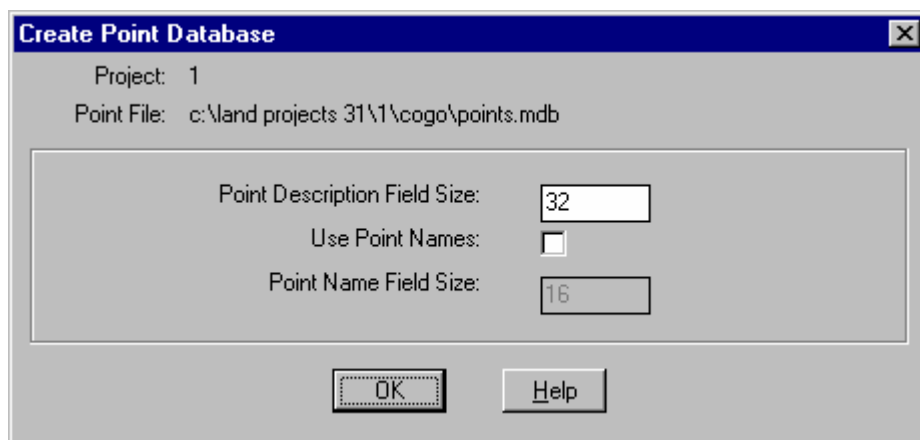 Create Point Database
Project: 1
Point File: c:\land projects 31\1\cogo\points.mdb
Point Description Field Size: 32
Use Point Names:
Point Name Field Size: 16
OK Help